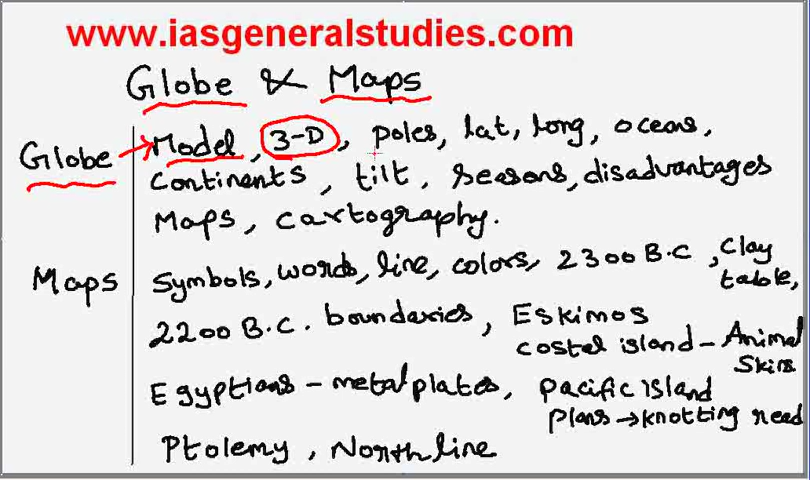 www.iasgeneralstudies.com
Globe & Maps
Globe → Model, 3-D, poles, lat, long, oceans,
continents, tilt, seasons, disadvantages
Maps, cartography.
Maps Symbols, words, line, colors, 2300 B.C, Clay
table,
2200 B.C. boundaries, Eskimos
costel island - Animal
Skins
Egyptians - metal plates, pacific island
plans → knotting reed
Ptolemy, North line